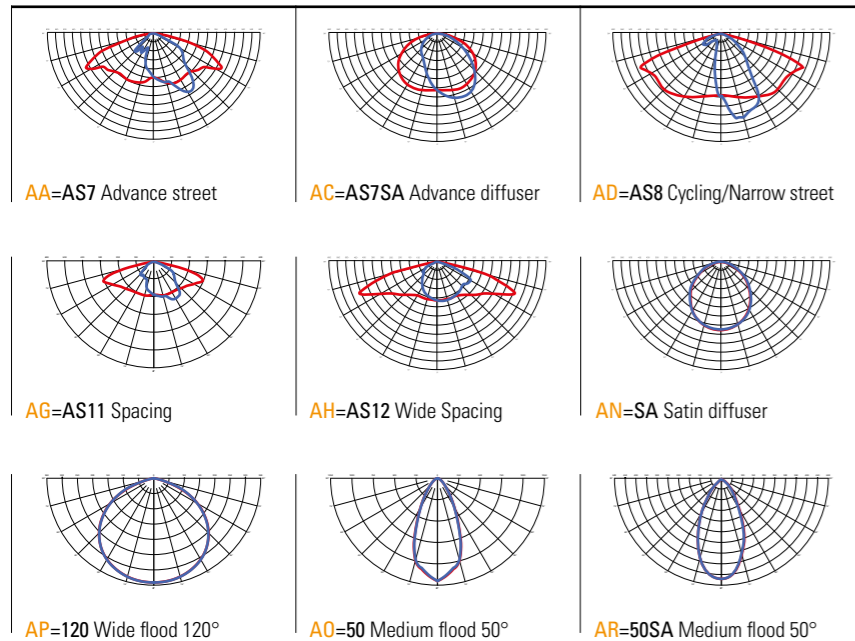 AA=AS7 Advance street
AC=AS7SA Advance diffuser
AD=AS8 Cycling/Narrow street
AG=AS11 Spacing
AH=AS12 Wide Spacing
AN=SA Satin diffuser
AP=120 Wide flood 120°
AQ=50 Medium flood 50°
AR=50SA Medium flood 50°